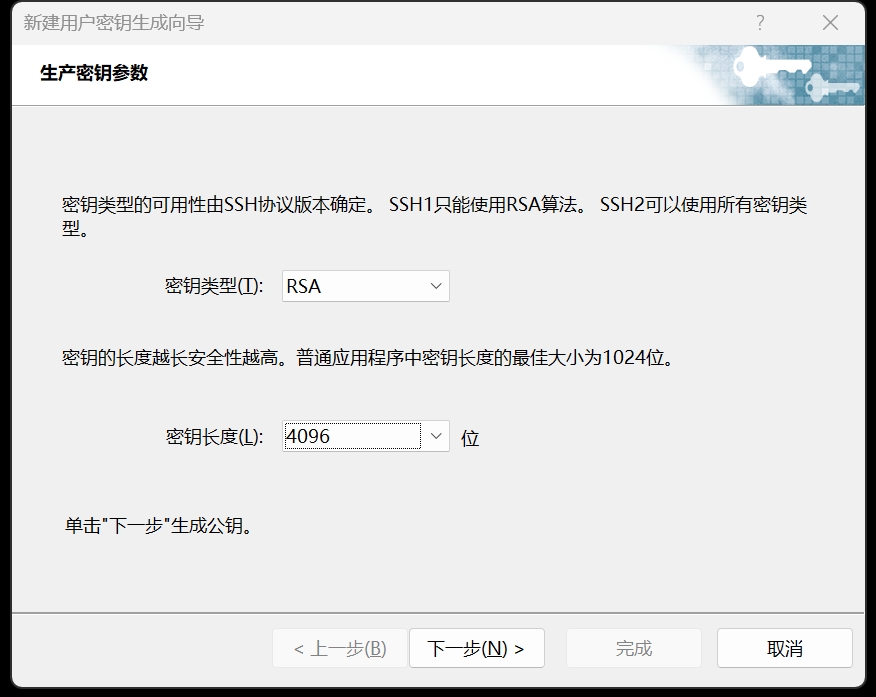 新建用户密钥生成向导
?
生产密钥参数
密钥类型的可用性由SSH协议版本确定。 SSH1只能使用RSA算法。 SSH2可以使用所有密钥类
型。
密钥类型(T): RSA
密钥的长度越长安全性越高。普通应用程序中密钥长度的最佳大小为1024位。
密钥长度(L): 4096 位
单击"下一步"生成公钥。
< 上一步(B) 下一步(N) > 完成 取消